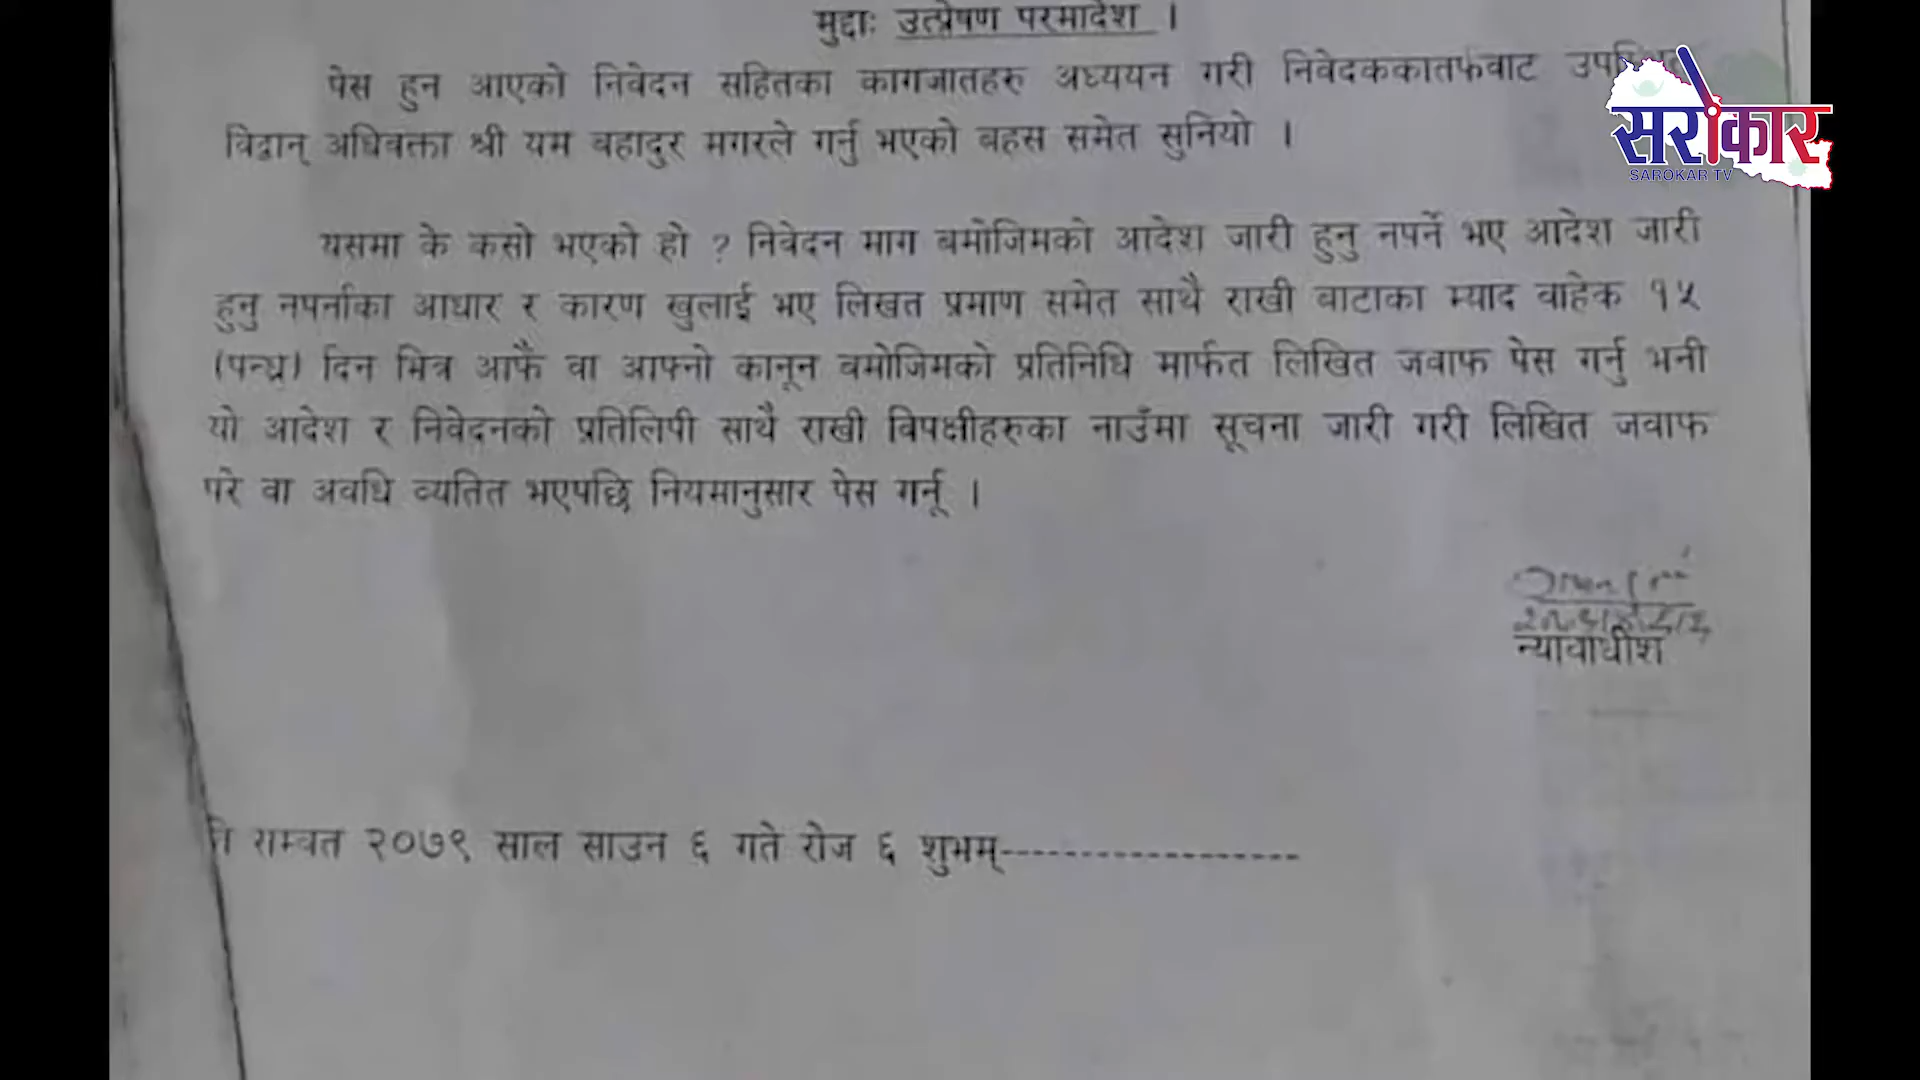 मुद्दाः उत्प्रेषण परमादेश ।
पेस हुन आएको निवेदन सहितका कागजातहरु अध्ययन गरी निवेदककातर्फवाट
विद्वान् अधिवक्ता श्री यम वहादुर मगरले गर्नु भएको बहस समेत सुनियो ।
यसमा के कसो भएको हो ? निवेदन माग बमोजिमको आदेश जारी हुनु नपर्ने भए आदेश जारी
हुनु नपर्नाका आधार र कारण खुलाई भए लिखत प्रमाण समेत साथै राखी बाटाका म्याद वाहेक १५
(पन्ध्र) दिन भित्र आफै वा आफ्नो कानून बमोजिमको प्रतिनिधि मार्फत लिखित जवाफ पेस गर्नु भनी
यो आदेश र निवेदनको प्रतिलिपी साथै राखी विपक्षीहरुका नाउँमा सूचना जारी गरी लिखित जवाफ
परे वा अवधि व्यतित भएपछि नियमानुसार पेस गर्नू ।
न्यायाधीश
सम्वत २०७९ साल साउन ६ गते रोज ६ शुभम्-------------------
सरोकार
SAROKAR TV